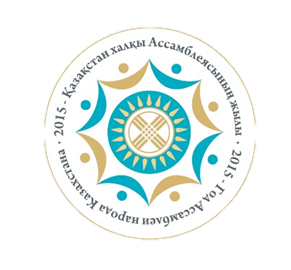 2015 - Қазақстан халқы Ассамблеясының жылы
2015 - Год Ассамблеи народа Казахстана